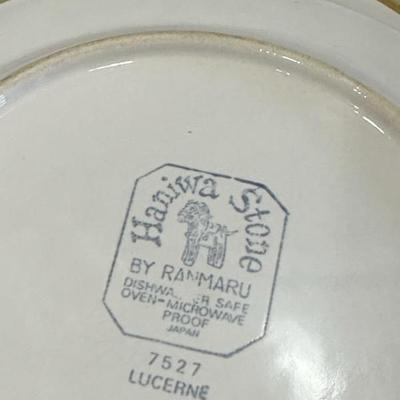 Haniwa Stone
BY RANMARU
SAFE
OVEN-MICROWAVE
PROOF
JAPAN
7527
LUCERNE